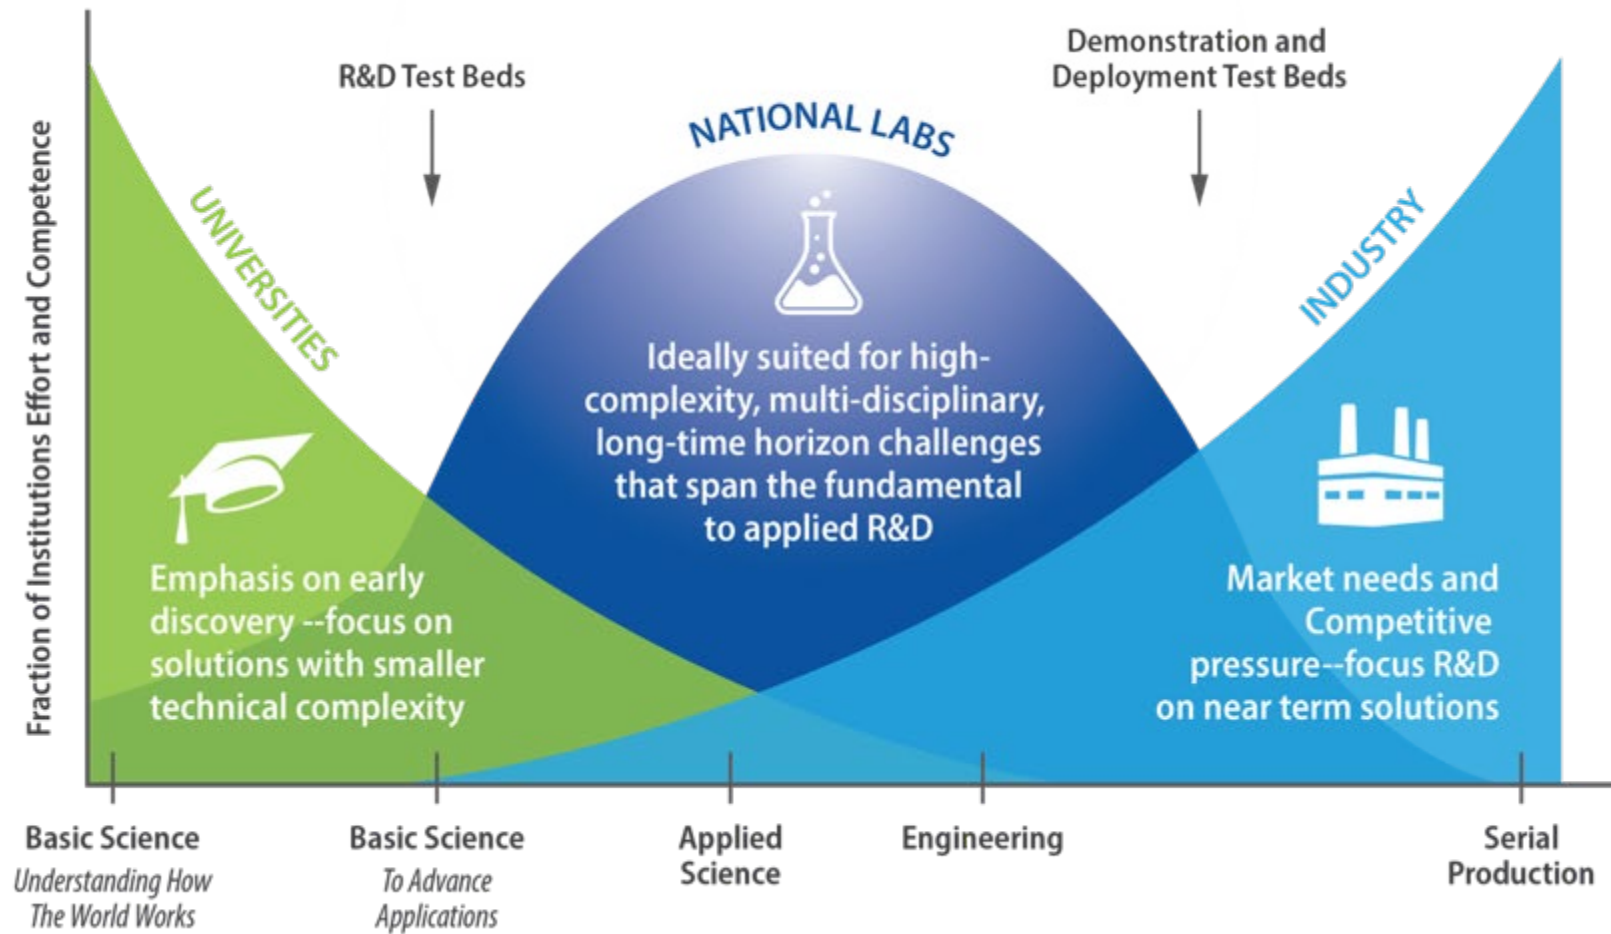 Fraction of Institutions Effort and Competence
R&D Test Beds
Demonstration and
Deployment Test Beds
NATIONAL LABS
UNIVERSITIES
INDUSTRY
Ideally suited for high-
complexity, multi-disciplinary,
long-time horizon challenges
that span the fundamental
to applied R&D
Emphasis on early
discovery --focus on
solutions with smaller
technical complexity
Market needs and
Competitive
pressure--focus R&D
on near term solutions
Basic Science
Understanding How
The World Works
Basic Science
To Advance
Applications
Applied
Science
Engineering
Serial
Production